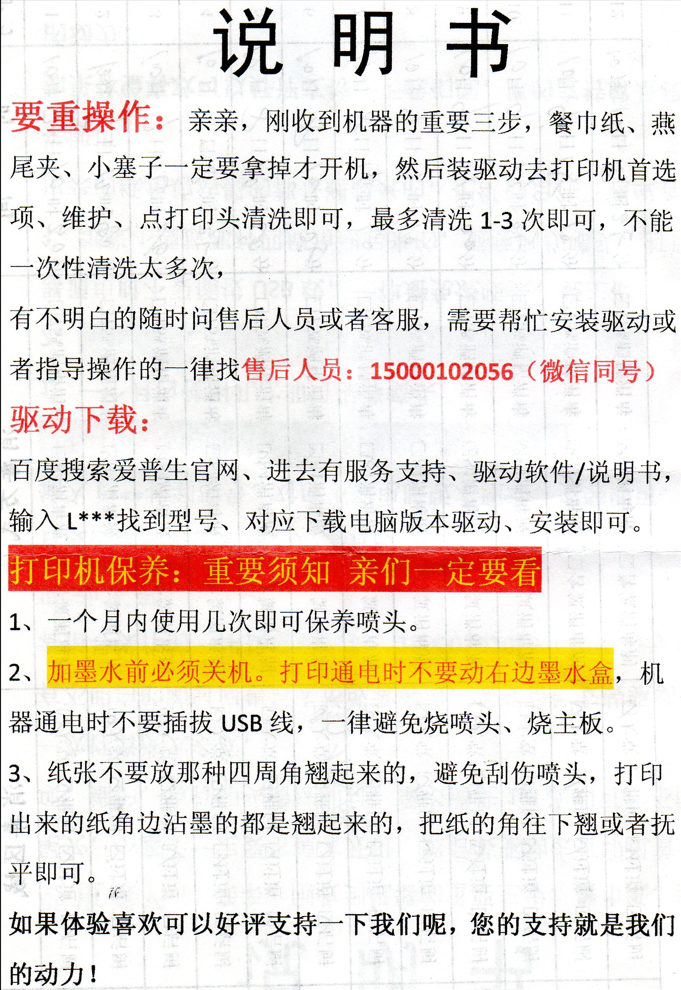 说 明 书
要重操作：亲亲，刚收到机器的重要三步，餐巾纸、燕
尾夹、小塞子一定要拿掉才开机，然后装驱动去打印机首选
项、维护、点打印头清洗即可，最多清洗 1-3 次即可，不能
一次性清洗太多次，
有不明白的随时问售后人员或者客服，需要帮忙安装驱动或
者指导操作的一律找售后人员：15000102056（微信同号）
驱动下载：
百度搜索爱普生官网、进去有服务支持、驱动软件/说明书，
输入 L***找到型号、对应下载电脑版本驱动、安装即可。
打印机保养：重要须知 亲们一定要看
1、一个月内使用几次即可保养喷头。
2、加墨水前必须关机。打印通电时不要动右边墨水盒，机
器通电时不要插拔 USB 线，一律避免烧喷头、烧主板。
3、纸张不要放那种四周角翘起来的，避免刮伤喷头，打印
出来的纸角边沾墨的都是翘起来的，把纸的角往下翘或者抚
平即可。
如果体验喜欢可以好评支持一下我们呢，您的支持就是我们
的动力！